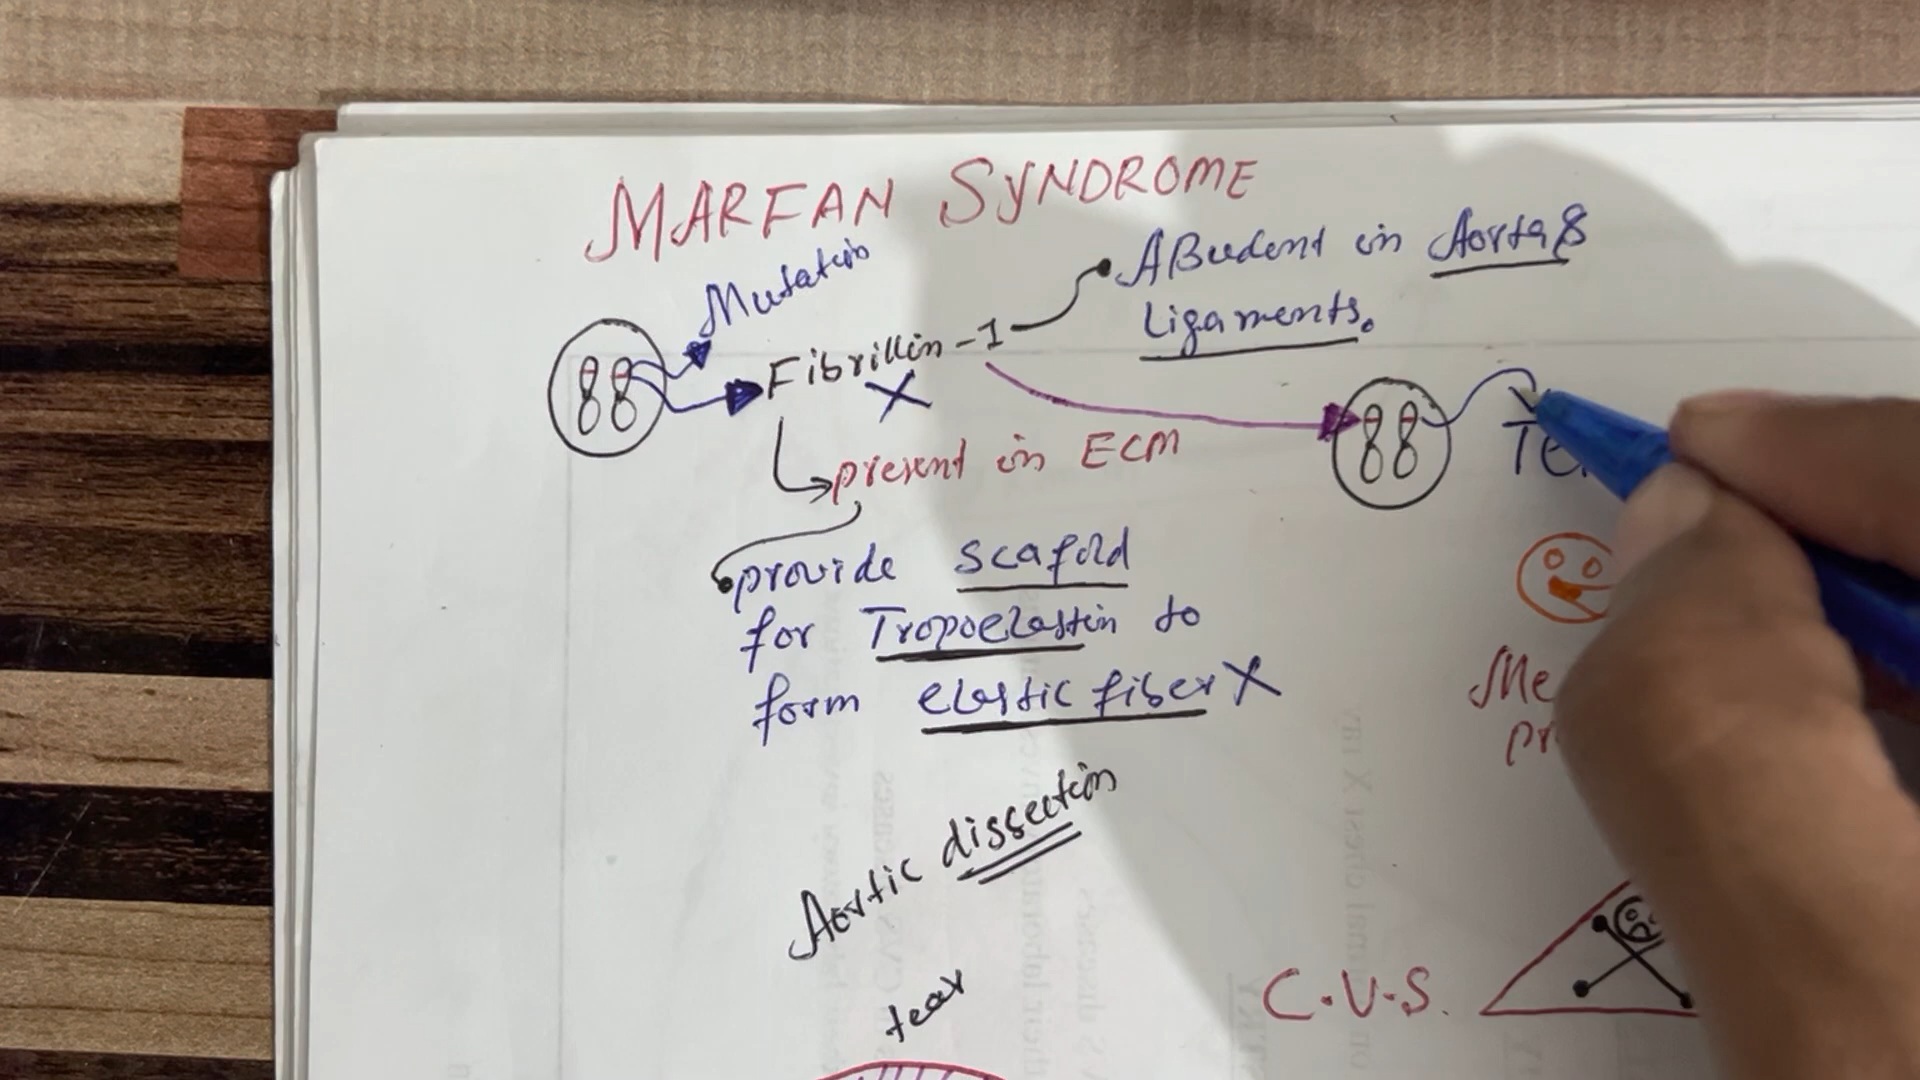 MARFAN SYNDROME
Mutation
Fibrillin-1
ABudent in Aorta &
Ligaments.
present in ECM
provide scafold
for Tropoelastin to
form elastic fiber X
Aortic dissection
tear
C.V.S.